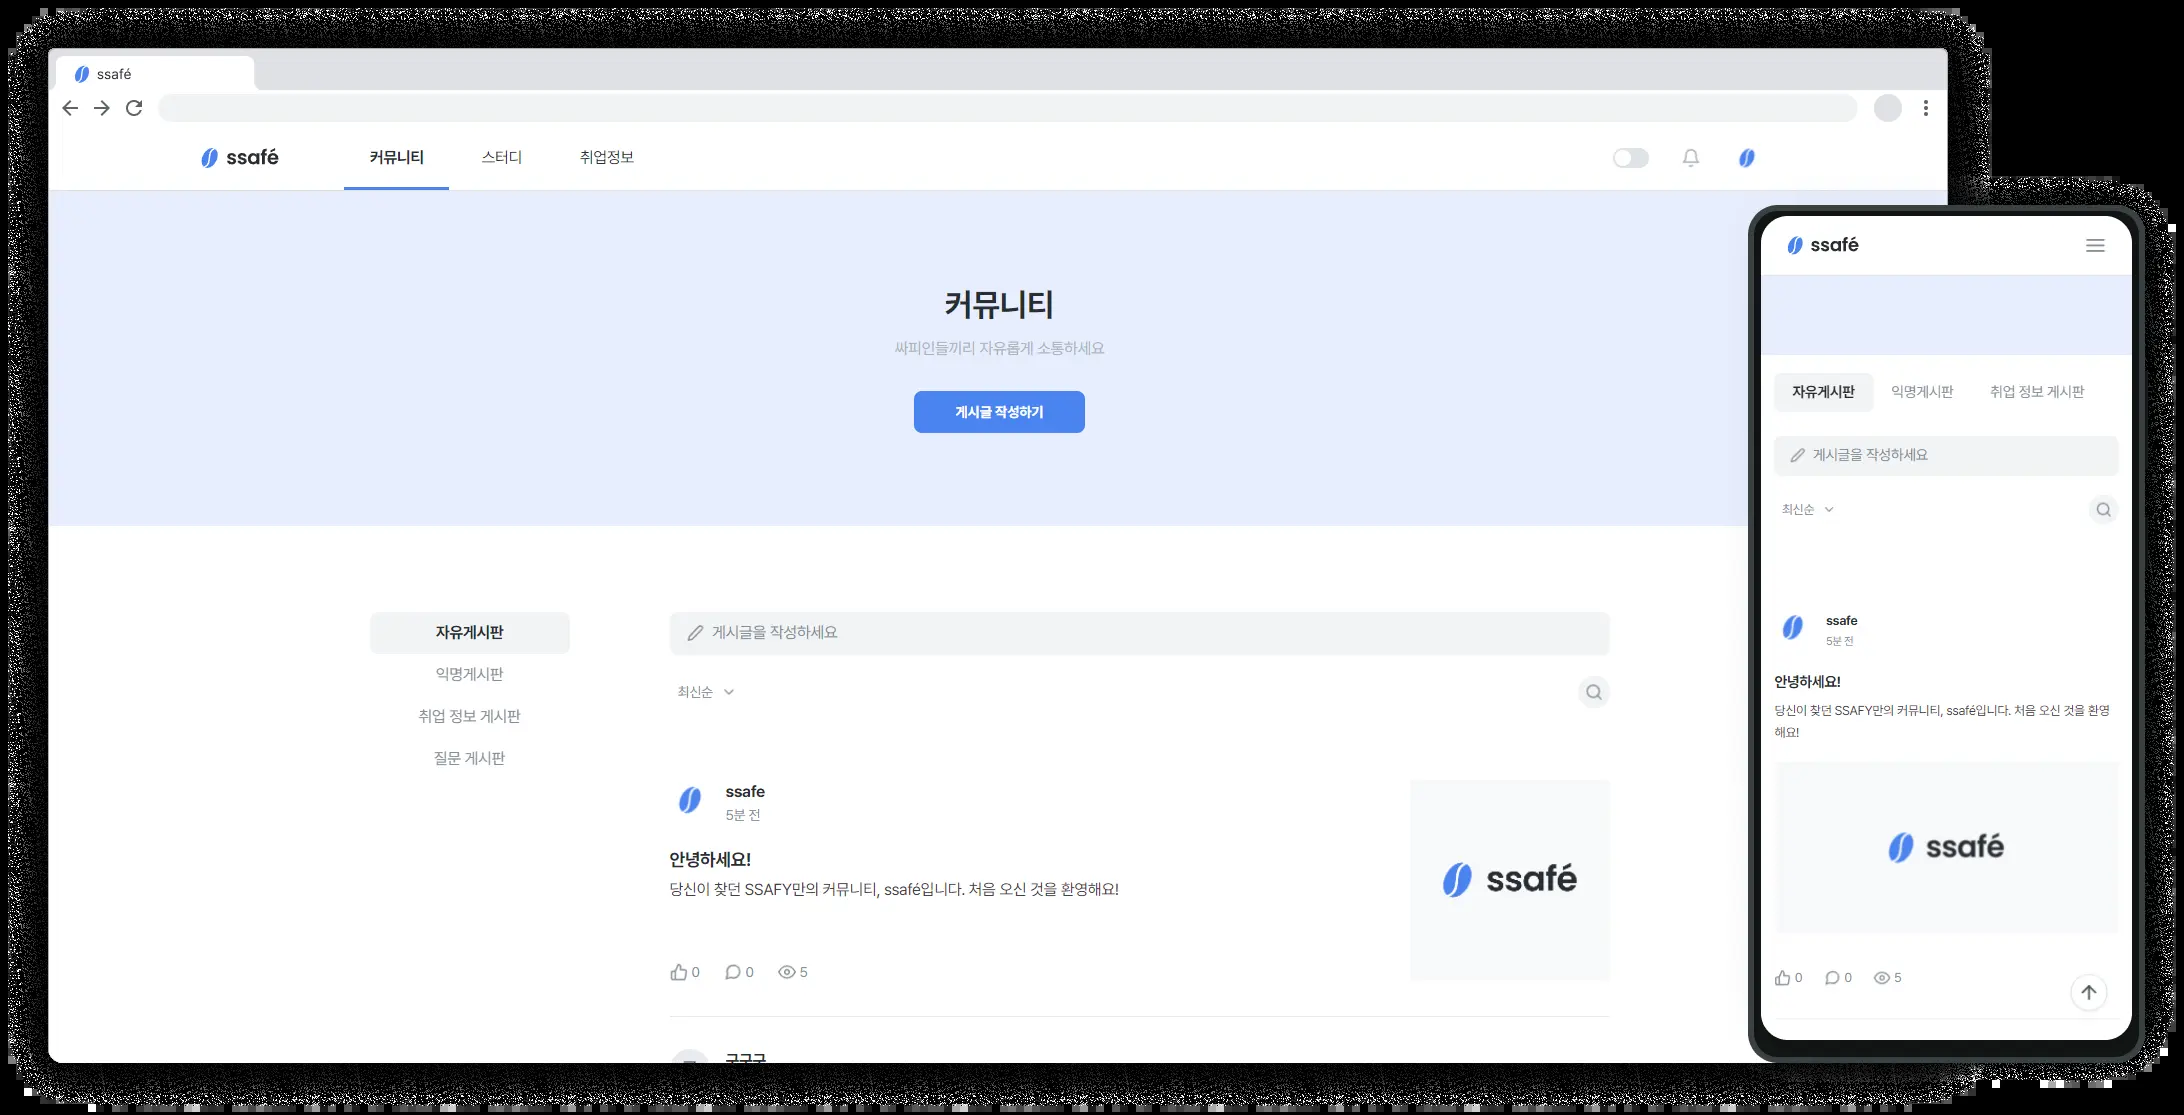 ssafé
ssafé 커뮤니티 스터디 취업정보
커뮤니티
싸피인들끼리 자유롭게 소통하세요
게시글 작성하기
자유게시판
익명게시판
취업 정보 게시판
질문 게시판
게시글을 작성하세요
최신순
ssafe
5분 전
안녕하세요!
당신이 찾던 SSAFY만의 커뮤니티, ssafé입니다. 처음 오신 것을 환영해요!
ssafé
0 0 5
ssafé
자유게시판 익명게시판 취업 정보 게시판
게시글을 작성하세요
최신순
ssafe
5분 전
안녕하세요!
당신이 찾던 SSAFY만의 커뮤니티, ssafé입니다. 처음 오신 것을 환영
해요!
ssafé
0 0 5